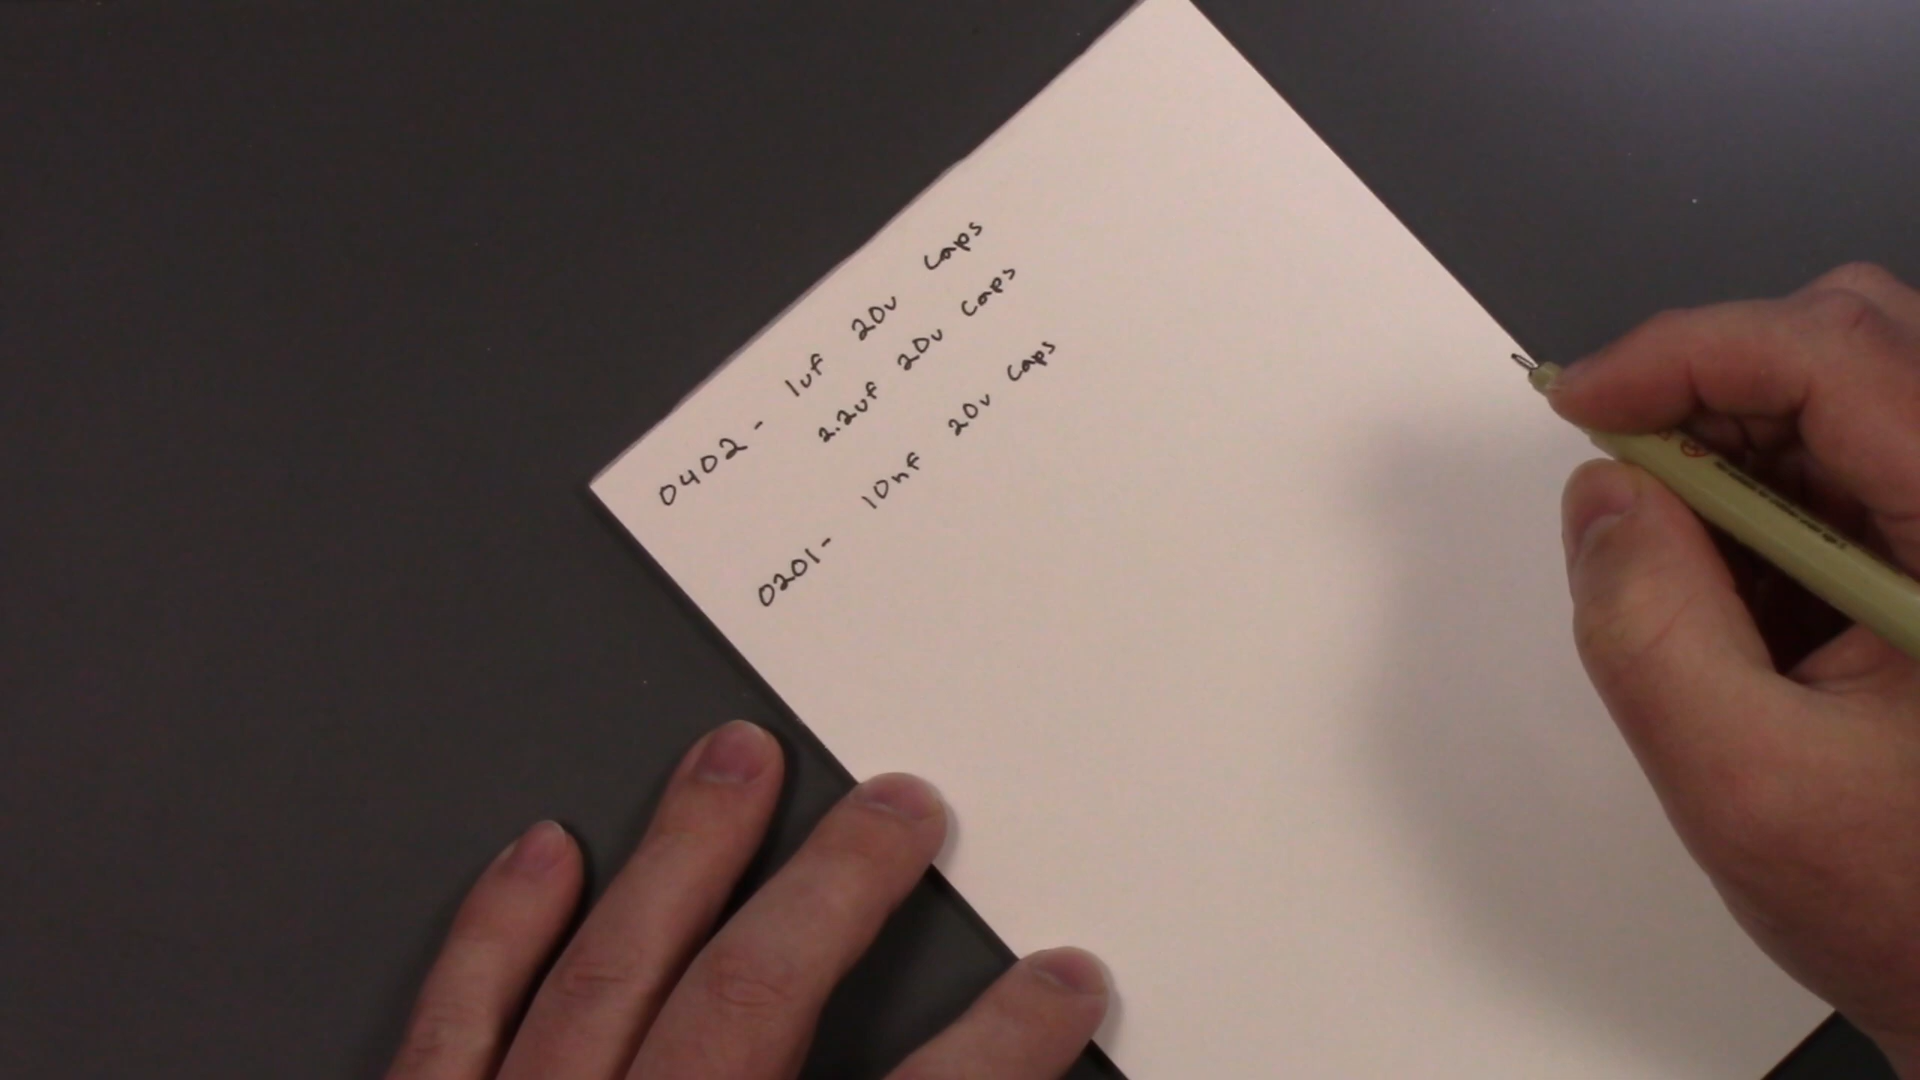 0402 - 1uf 20v caps
2.2uf 20v caps
0201 - 10nf 20v caps